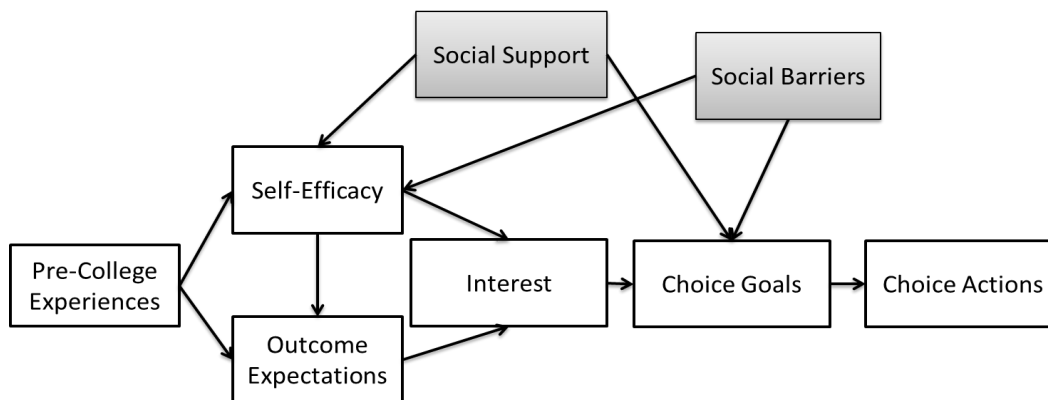 Social Support
Social Barriers
Self-Efficacy
Pre-College
Experiences
Interest
Choice Goals
Choice Actions
Outcome
Expectations